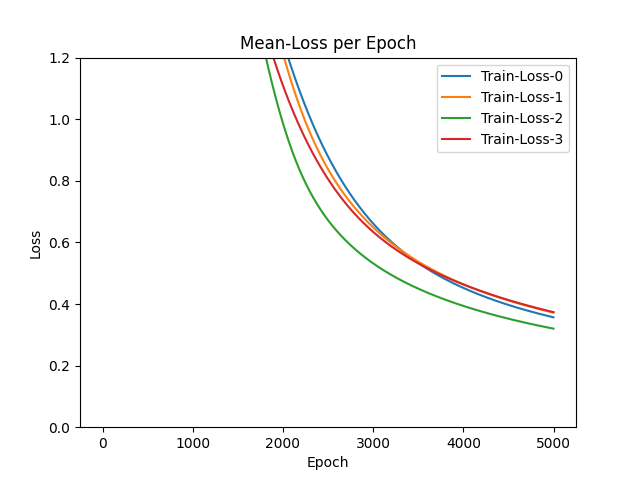 Mean-Loss per Epoch
1.2
1.0
0.8
0.6
0.4
0.2
0.0
Loss
Train-Loss-0
Train-Loss-1
Train-Loss-2
Train-Loss-3
0 1000 2000 3000 4000 5000
Epoch